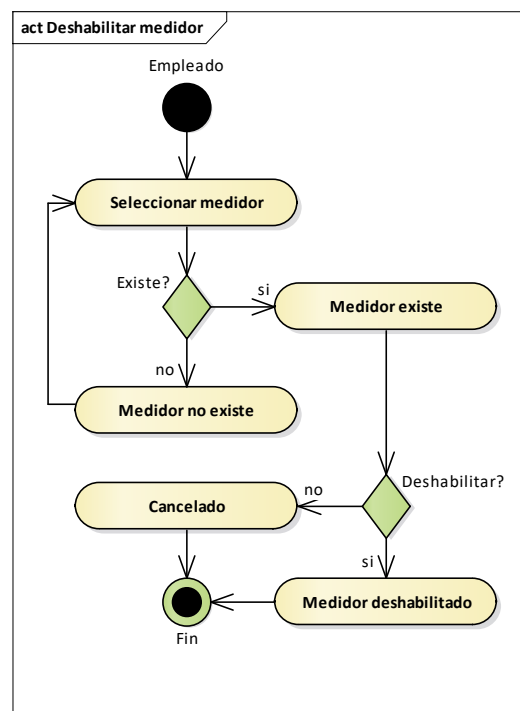 act Deshabilitar medidor
Empleado
Seleccionar medidor
Existe?
si
Medidor existe
no
Medidor no existe
Deshabilitar?
no
Cancelado
si
Medidor deshabilitado
Fin